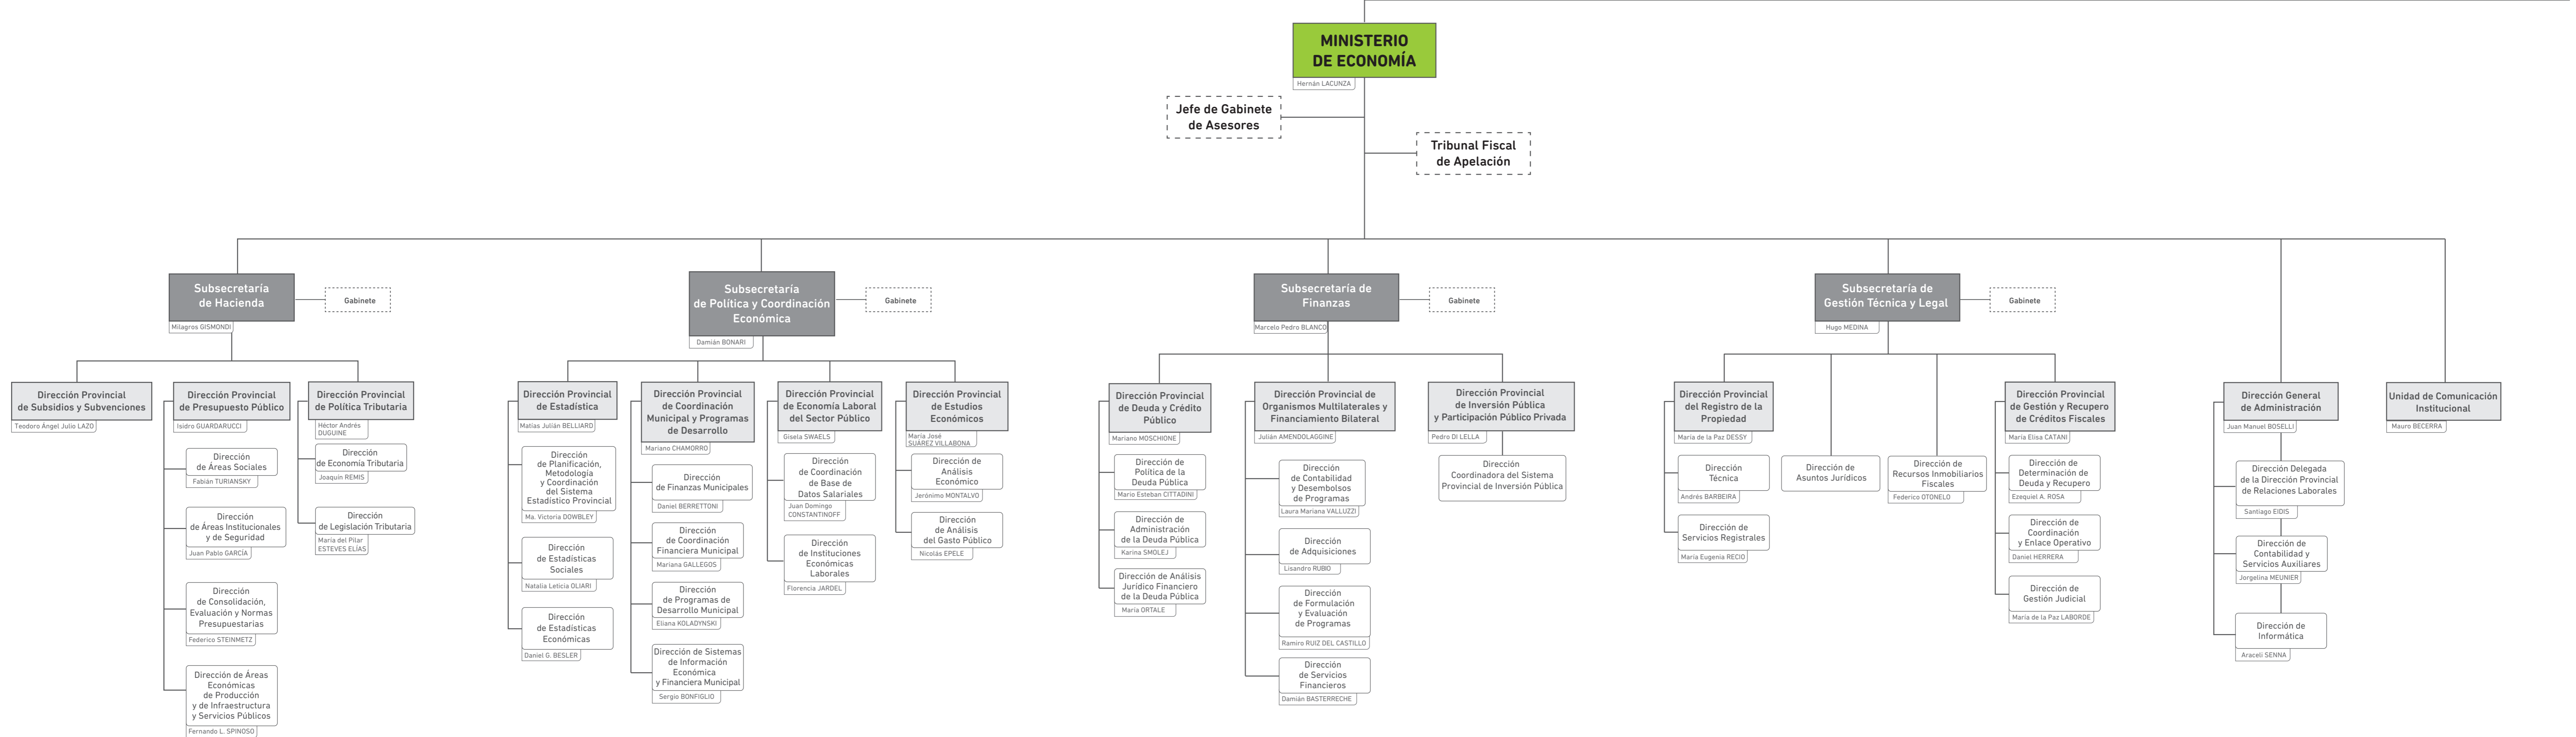 MINISTERIO
DE ECONOMÍA
Hernán LACUNZA
Jefe de Gabinete
de Asesores
Tribunal Fiscal
de Apelación
Subsecretaría
de Hacienda
Milagros GISMONDI
Gabinete
Dirección Provincial
de Subsidios y Subvenciones
Teodoro Ángel Julio LAZO
Dirección Provincial
de Presupuesto Público
Isidro GUARDARUCCI
Dirección
de Áreas Sociales
Fabián TURIANSKY
Dirección
de Áreas Institucionales
y de Seguridad
Juan Pablo GARCÍA
Dirección
de Consolidación,
Evaluación y Normas
Presupuestarias
Federico STEINMETZ
Dirección de Áreas
Económicas
de Producción
y de Infraestructura
y Servicios Públicos
Fernando L. SPINOSO
Dirección Provincial
de Política Tributaria
Héctor Andrés
DUGUINE
Dirección
de Economía Tributaria
Joaquín REMIS
Dirección
de Legislación Tributaria
María del Pilar
ESTEVES ELÍAS
Subsecretaría
de Política y Coordinación
Económica
Damián BONARI
Gabinete
Dirección Provincial
de Estadística
Matías Julián BELLIARD
Dirección
de Planificación,
Metodología
y Coordinación
del Sistema
Estadístico Provincial
Ma. Victoria DOWBLEY
Dirección
de Estadísticas
Sociales
Natalia Leticia OLIARI
Dirección
de Estadísticas
Económicas
Daniel G. BESLER
Dirección Provincial
de Coordinación
Municipal y Programas
de Desarrollo
Mariano CHAMORRO
Dirección
de Finanzas Municipales
Daniel BERRETTONI
Dirección
de Coordinación
Financiera Municipal
Mariana GALLEGOS
Dirección
de Programas de
Desarrollo Municipal
Eliana KOLADYNSKI
Dirección de Sistemas
de Información
Económica
y Financiera Municipal
Sergio BONFIGLIO
Dirección Provincial
de Economía Laboral
del Sector Público
Gisela SWAELS
Dirección
de Coordinación
de Base de
Datos Salariales
Juan Domingo
CONSTANTINOFF
Dirección
de Instituciones
Económicas
Laborales
Florencia JARDEL
Dirección Provincial
de Estudios
Económicos
María José
SUÁREZ VILLABONA
Dirección de
Análisis
Económico
Jerónimo MONTALVO
Dirección
de Análisis
del Gasto Público
Nicolás EPELE
Subsecretaría de
Finanzas
Marcelo Pedro BLANCO
Gabinete
Dirección Provincial
de Deuda y Crédito
Público
Mariano MOSCHIONE
Dirección de
Política de la
Deuda Pública
Mario Esteban CITTADINI
Dirección de
Administración
de la Deuda Pública
Karina SMOLEJ
Dirección de Análisis
Jurídico Financiero
de la Deuda Pública
María ORTALE
Dirección Provincial de
Organismos Multilaterales y
Financiamiento Bilateral
Julián AMENDOLAGGINE
Dirección
de Contabilidad
y Desembolsos
de Programas
Laura Mariana VALLUZZI
Dirección
de Adquisiciones
Lisandro RUBIO
Dirección
de Formulación
y Evaluación
de Programas
Ramiro RUIZ DEL CASTILLO
Dirección
de Servicios
Financieros
Damián BASTERRECHE
Dirección Provincial
de Inversión Pública
y Participación Público Privada
Pedro DI LELLA
Dirección
Coordinadora del Sistema
Provincial de Inversión Pública
Subsecretaría de
Gestión Técnica y Legal
Hugo MEDINA
Gabinete
Dirección Provincial
del Registro de la
Propiedad
María de la Paz DESSY
Dirección
Técnica
Andrés BARBEIRA
Dirección de
Servicios Registrales
María Eugenia RECIO
Dirección de
Asuntos Jurídicos
Dirección de
Recursos Inmobiliarios
Fiscales
Federico OTONELO
Dirección Provincial
de Gestión y Recupero
de Créditos Fiscales
María Elisa CATANI
Dirección de
Determinación de
Deuda y Recupero
Ezequiel A. ROSA
Dirección de
Coordinación
y Enlace Operativo
Daniel HERRERA
Dirección de
Gestión Judicial
María de la Paz LABORDE
Dirección General
de Administración
Juan Manuel BOSELLI
Dirección Delegada
de la Dirección Provincial
de Relaciones Laborales
Santiago EIDIS
Dirección de
Contabilidad y
Servicios Auxiliares
Jorgelina MEUNIER
Dirección de
Informática
Araceli SENNA
Unidad de Comunicación
Institucional
Mauro BECERRA